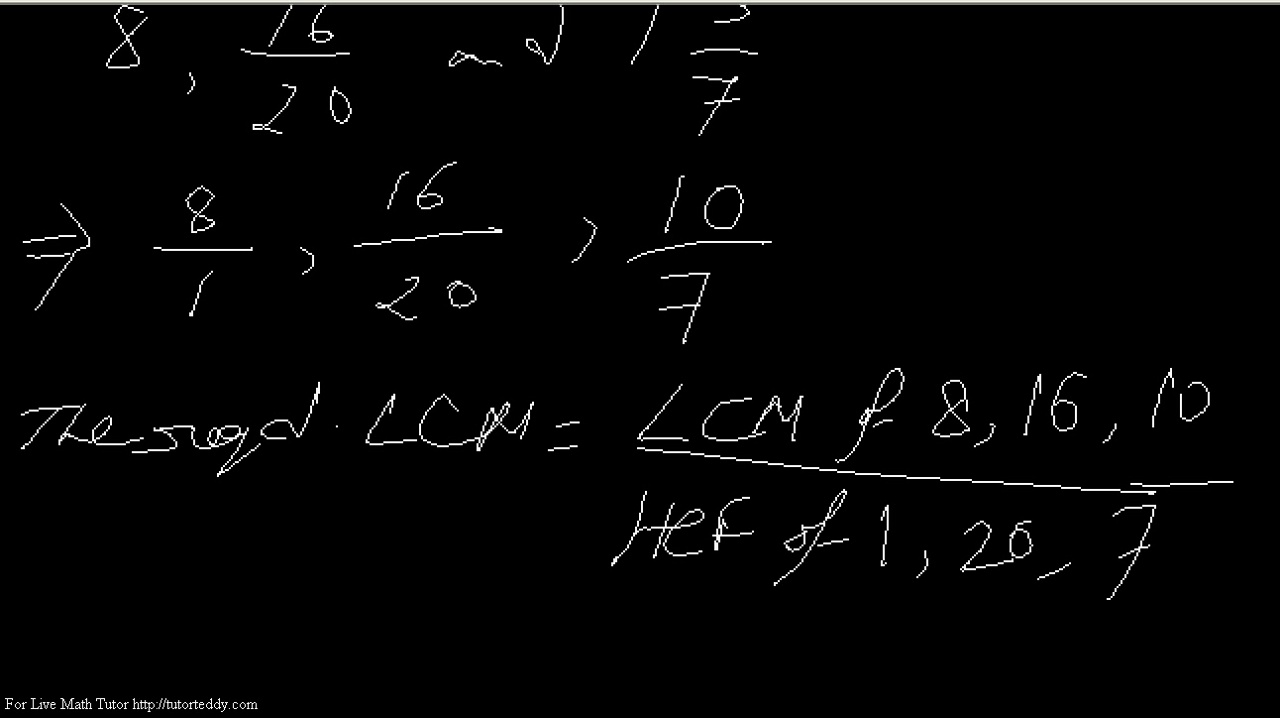 8, 16/20 and 1 3/7
⇒ 8/1, 16/20, 10/7
The reqd. LCM = LCM of 8, 16, 10 / HCF of 1, 20, 7
For Live Math Tutor http://tutorteddy.com